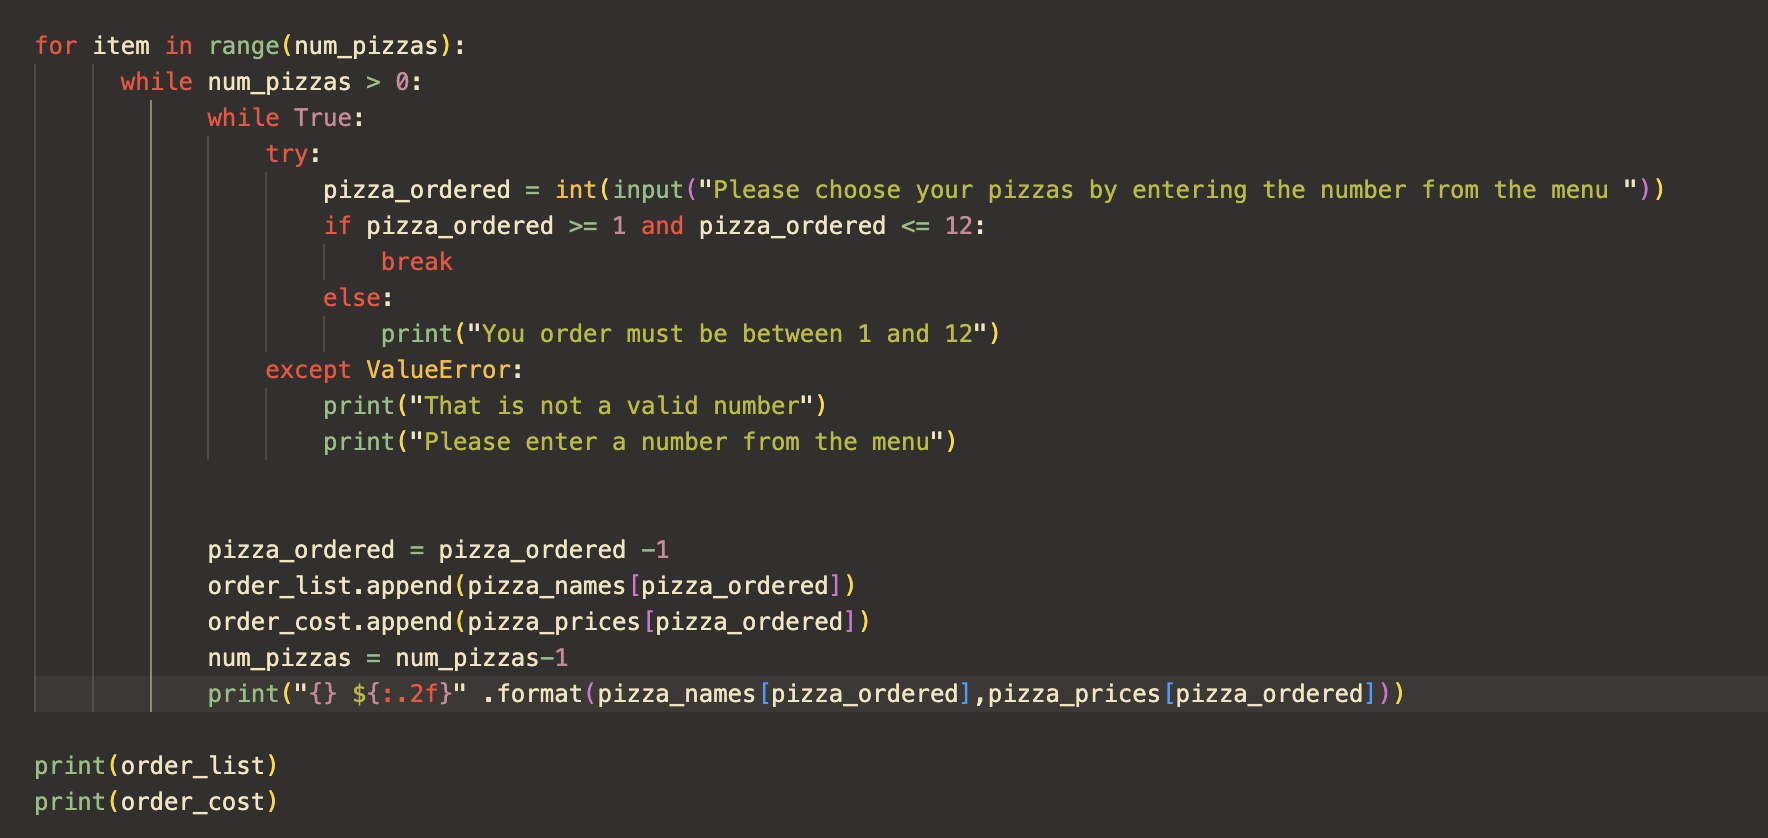 for item in range(num_pizzas):
while num_pizzas > 0:
while True:
try:
pizza_ordered = int(input("Please choose your pizzas by entering the number from the menu "))
if pizza_ordered >= 1 and pizza_ordered <= 12:
break
else:
print("You order must be between 1 and 12")
except ValueError:
print("That is not a valid number")
print("Please enter a number from the menu")
pizza_ordered = pizza_ordered -1
order_list.append(pizza_names[pizza_ordered])
order_cost.append(pizza_prices[pizza_ordered])
num_pizzas = num_pizzas-1
print("{} ${:.2f}" .format(pizza_names[pizza_ordered],pizza_prices[pizza_ordered]))
print(order_list)
print(order_cost)